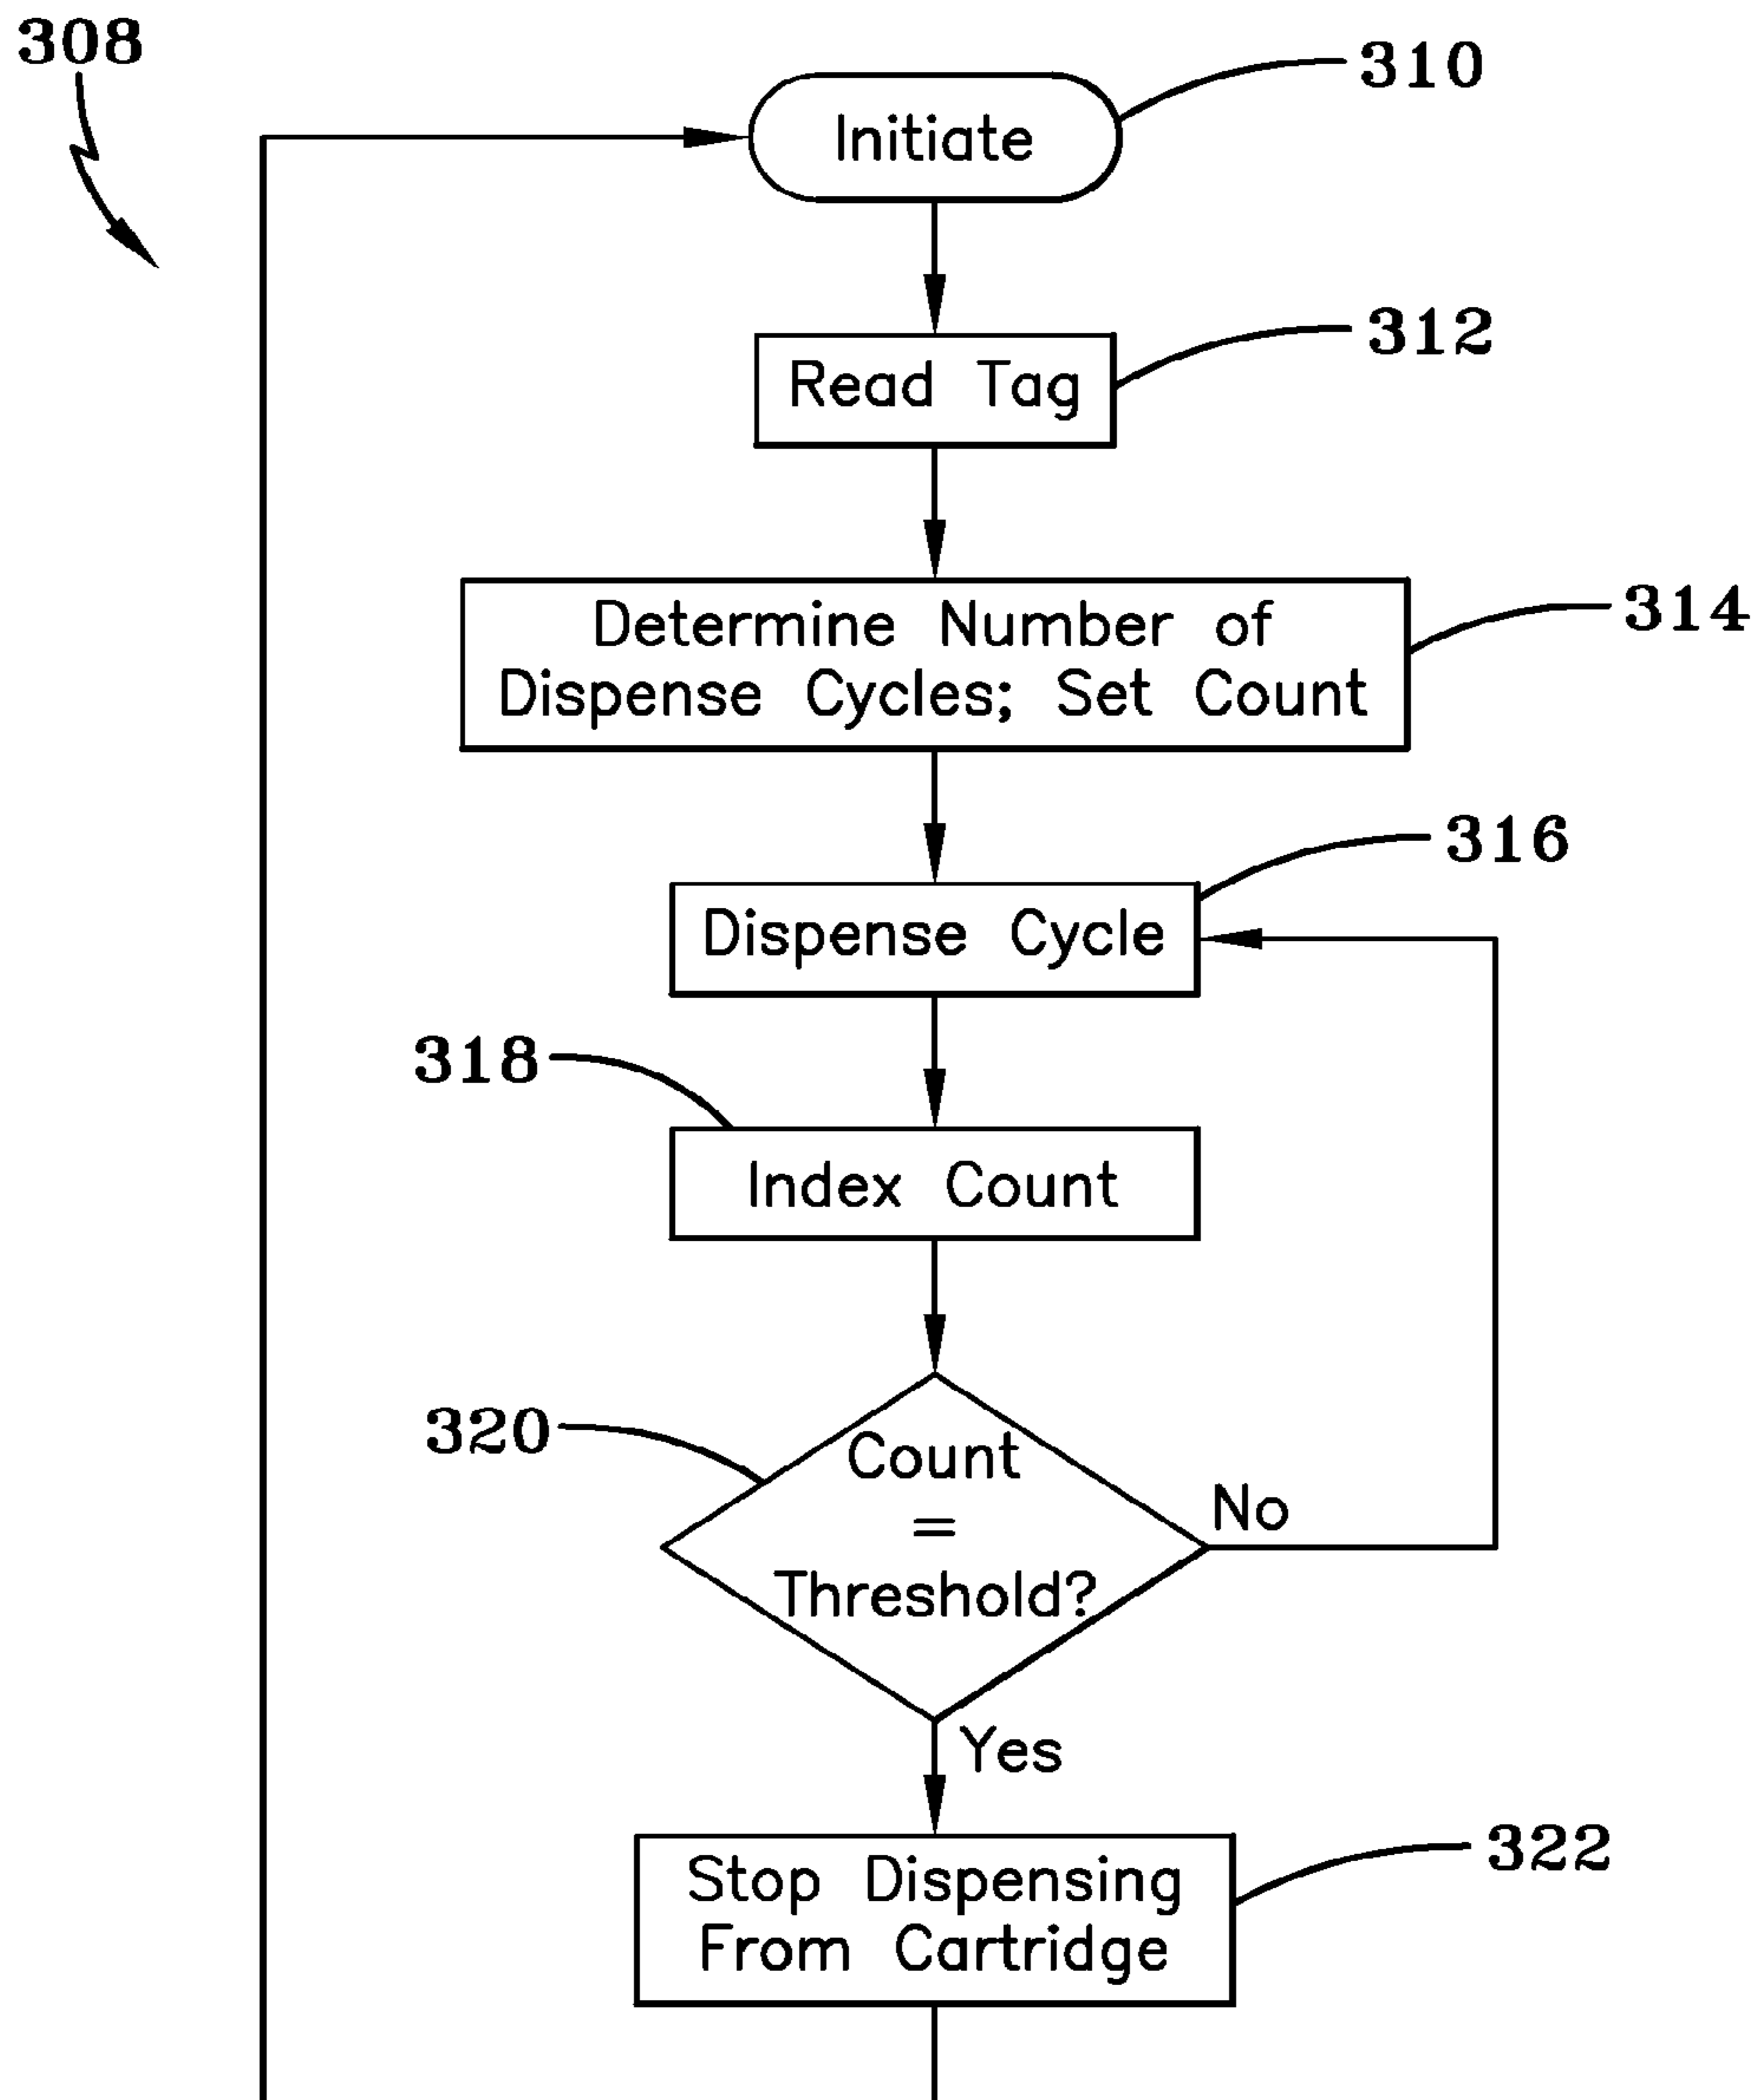 308
310
Initiate
312
Read Tag
314
Determine Number of
Dispense Cycles; Set Count
316
Dispense Cycle
318
Index Count
320
Count
=
Threshold?
No
Yes
322
Stop Dispensing
From Cartridge